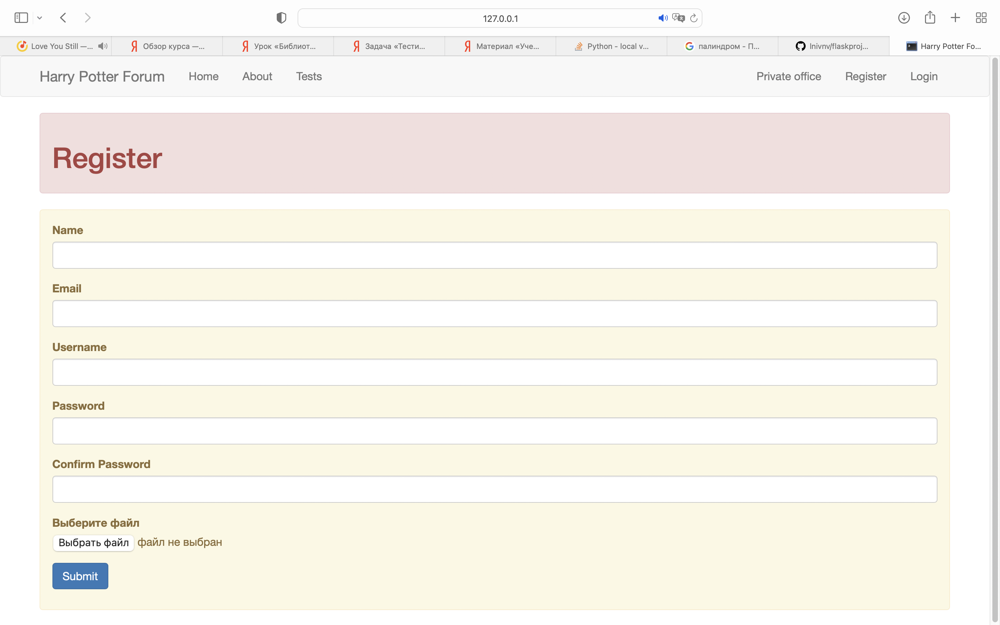 127.0.0.1
Love You Still —...
Обзор курса —...
Урок «Библиот...
Задача «Тести...
Материал «Уче...
Python - local v...
палиндром - П...
lnivnv/flaskproj...
Harry Potter Fo...
Harry Potter Forum Home About Tests Private office Register Login
Register
Name
Email
Username
Password
Confirm Password
Выберите файл
Выбрать файл файл не выбран
Submit